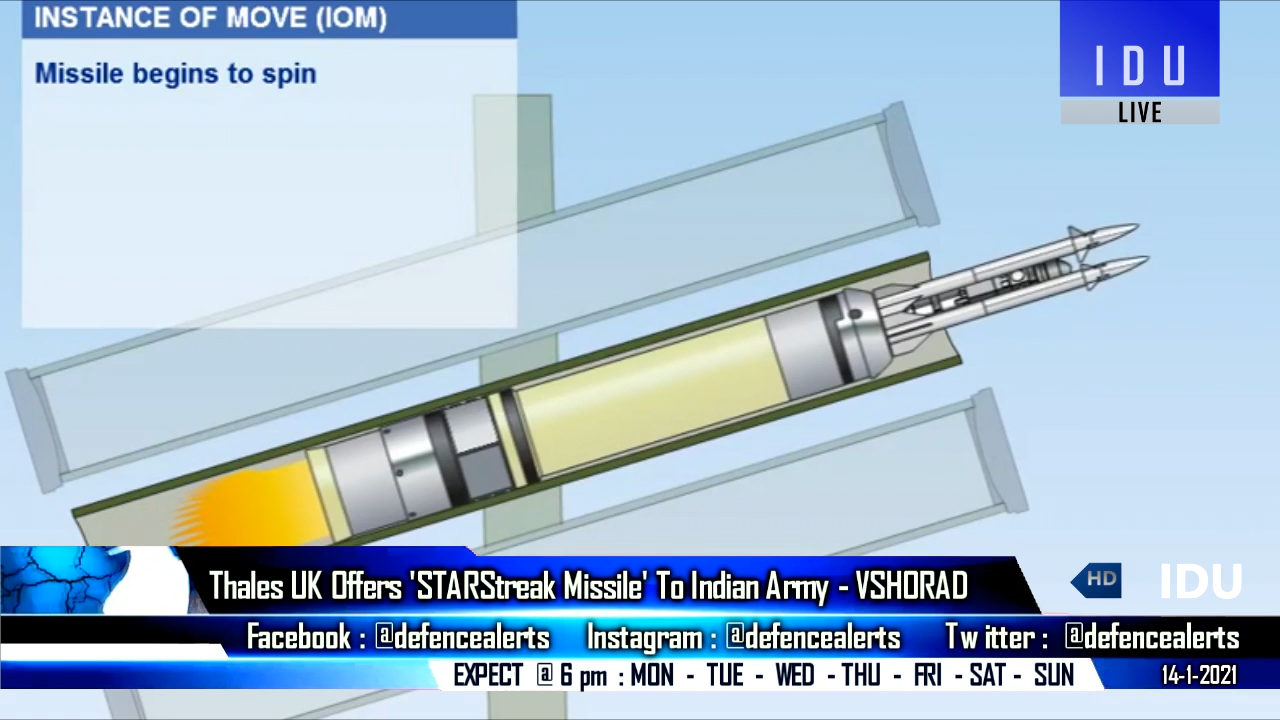 INSTANCE OF MOVE (IOM)
Missile begins to spin
IDU
LIVE
Thales UK Offers 'STARStreak Missile' To Indian Army - VSHORAD
HD
IDU
Facebook : @defencealerts Instagram : @defencealerts Tw itter : @defencealerts
EXPECT @ 6 pm : MON - TUE - WED - THU - FRI - SAT - SUN
14-1-2021